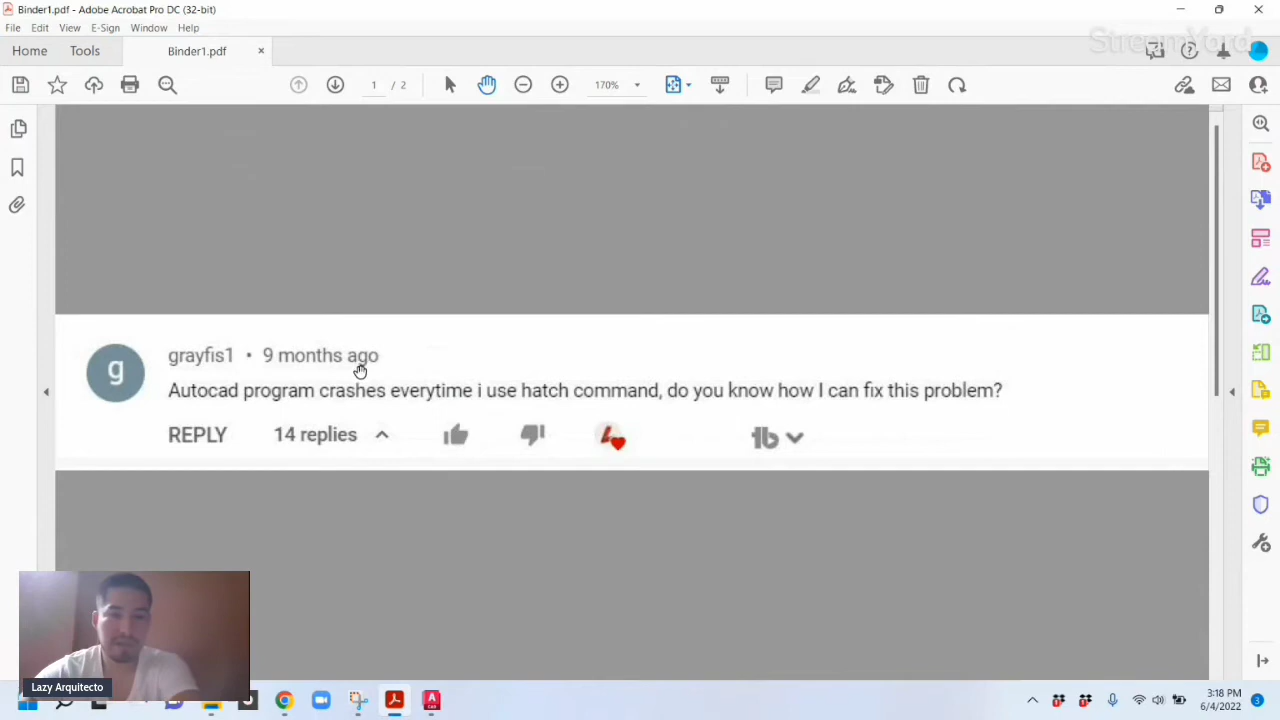 Binder1.pdf - Adobe Acrobat Pro DC (32-bit)
File Edit View E-Sign Window Help
StreamYard
Home Tools Binder1.pdf
1 / 2 170%
g
grayfis1 • 9 months ago
Autocad program crashes everytime i use hatch command, do you know how I can fix this problem?
REPLY 14 replies
Lazy Arquitecto
3:18 PM
6/4/2022
3